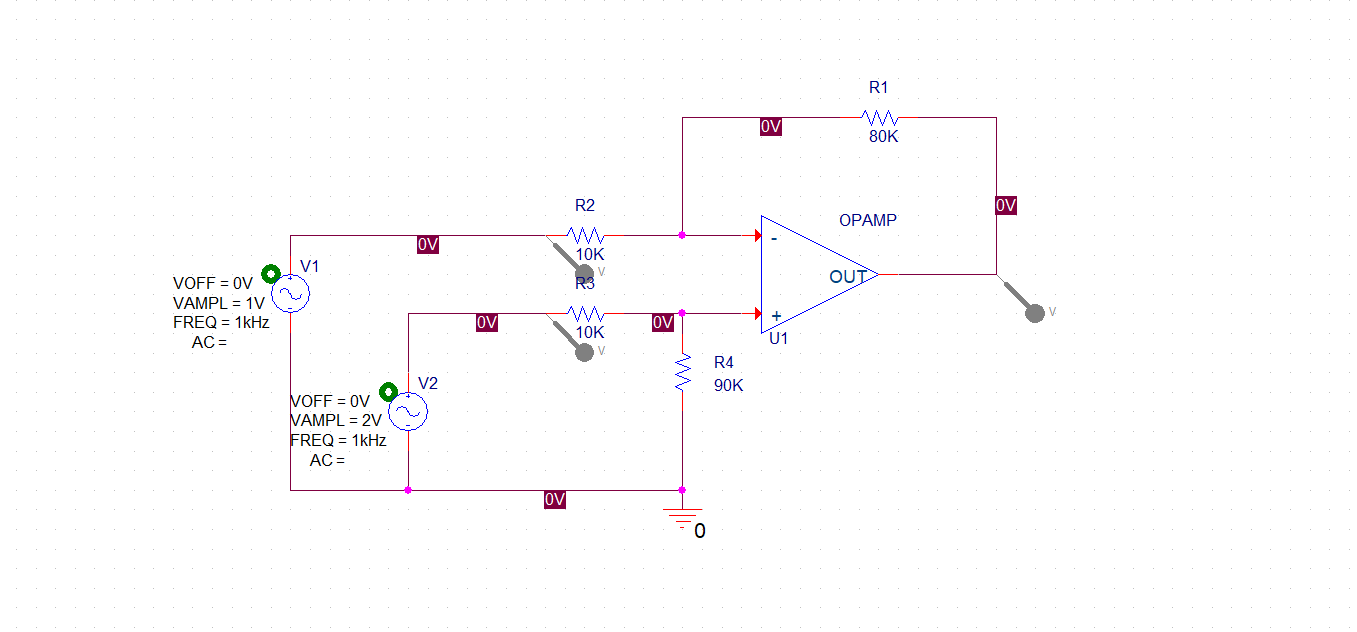 R1
0V
80K
R2
0V
OPAMP
0V
10K
-
V
V1
OUT
VOFF = 0V
VAMPL = 1V
FREQ = 1kHz
AC =
R3
0V
0V
+
10K
U1
V
V
R4
90K
V2
VOFF = 0V
VAMPL = 2V
FREQ = 1kHz
AC =
0V
0